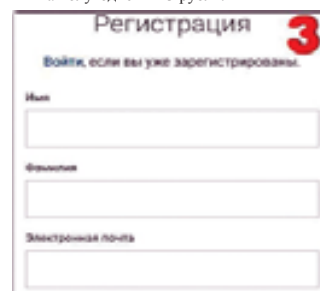 Регистрация
3
Войти, если вы уже зарегистрированы.
Имя
Фамилия
Электронная почта